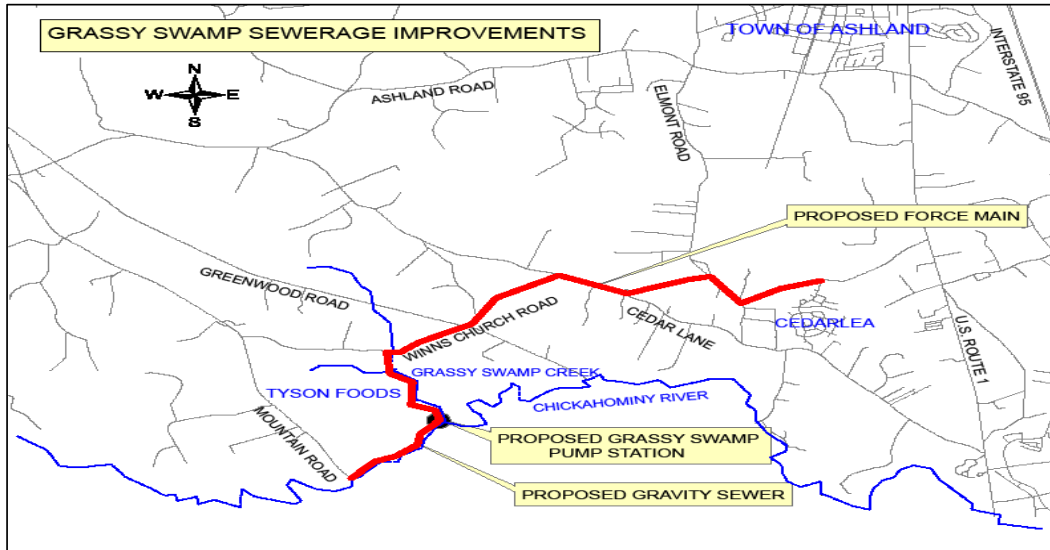 GRASSY SWAMP SEWERAGE IMPROVEMENTS
TOWN OF ASHLAND
INTERSTATE 95
N
W E
S
ASHLAND ROAD
ELMONT ROAD
PROPOSED FORCE MAIN
GREENWOOD ROAD
WINNS CHURCH ROAD
CEDAR LANE
CEDARLEA
U.S. ROUTE 1
GRASSY SWAMP CREEK
TYSON FOODS
CHICKAHOMINY RIVER
MOUNTAIN ROAD
PROPOSED GRASSY SWAMP
PUMP STATION
PROPOSED GRAVITY SEWER